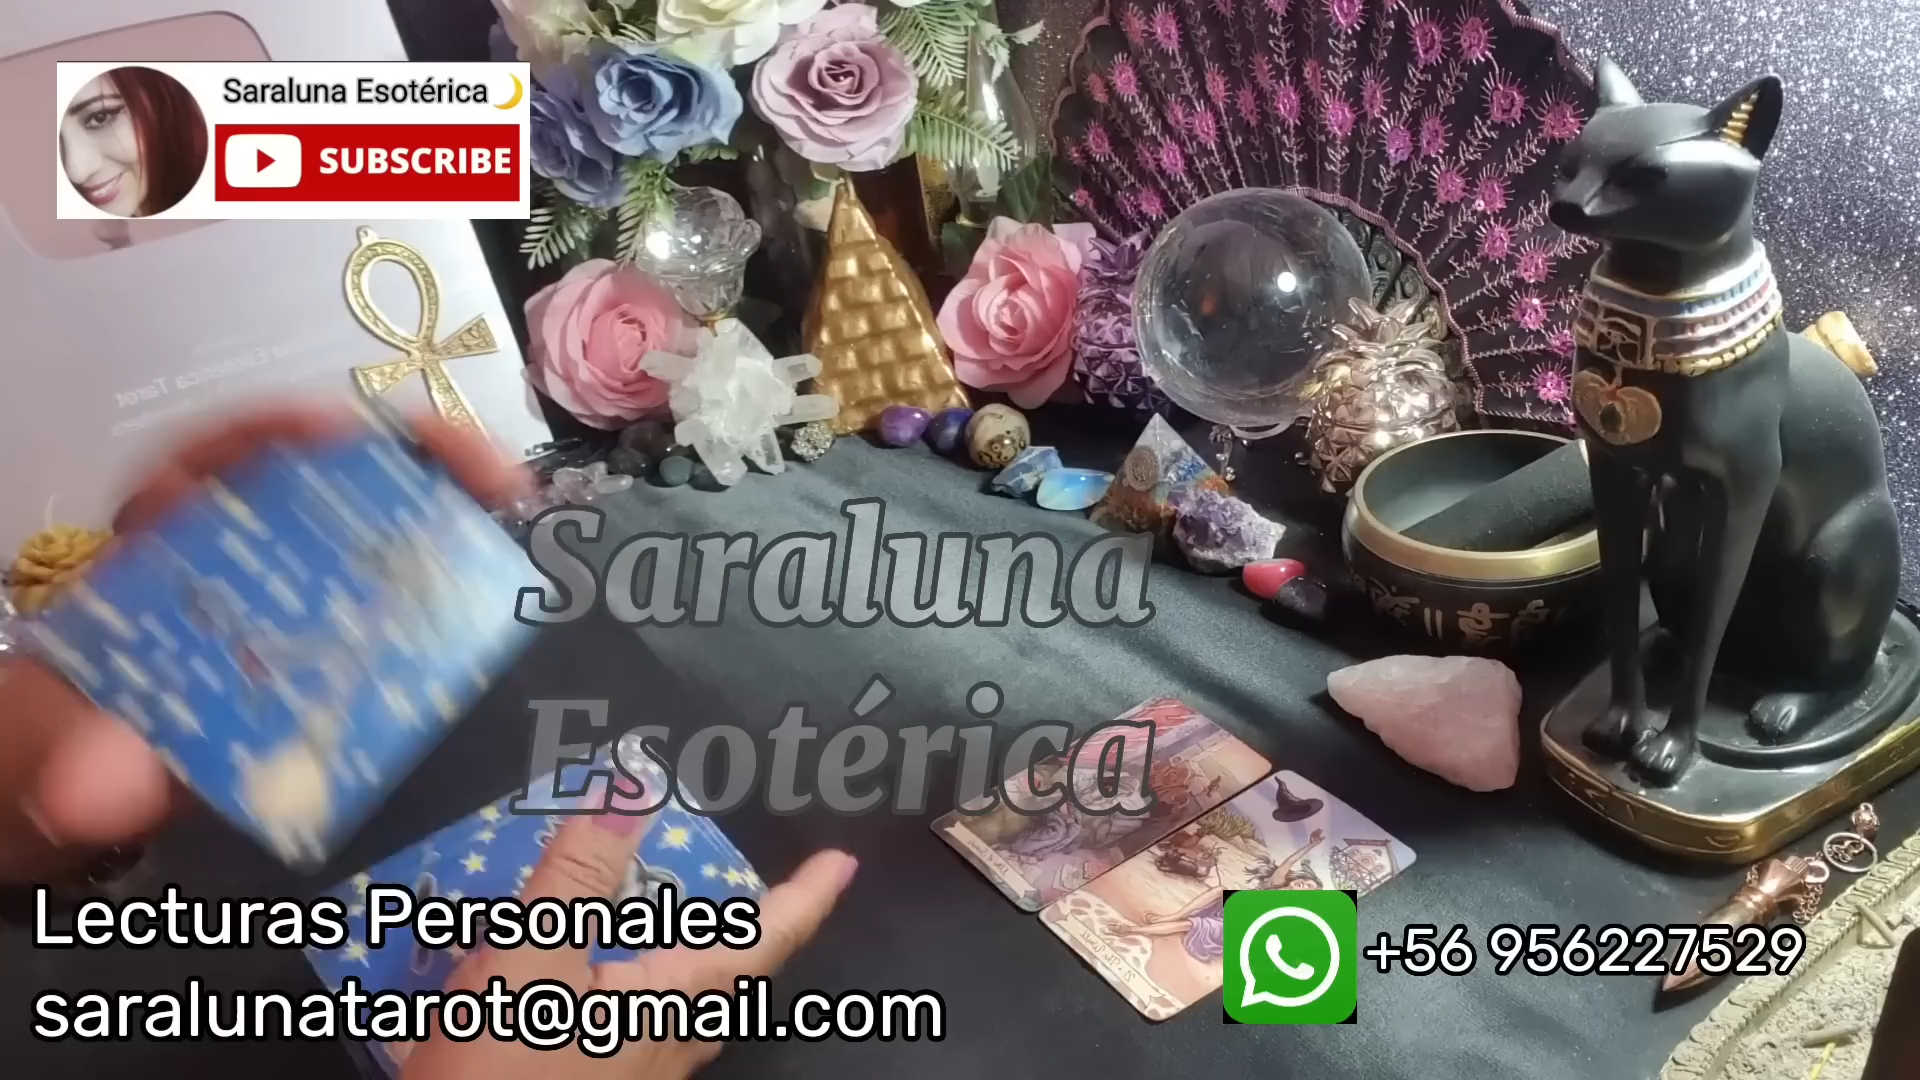 Saraluna Esotérica
SUBSCRIBE
Saraluna
Esotérica
Lecturas Personales
saralunatarot@gmail.com
+56 956227529